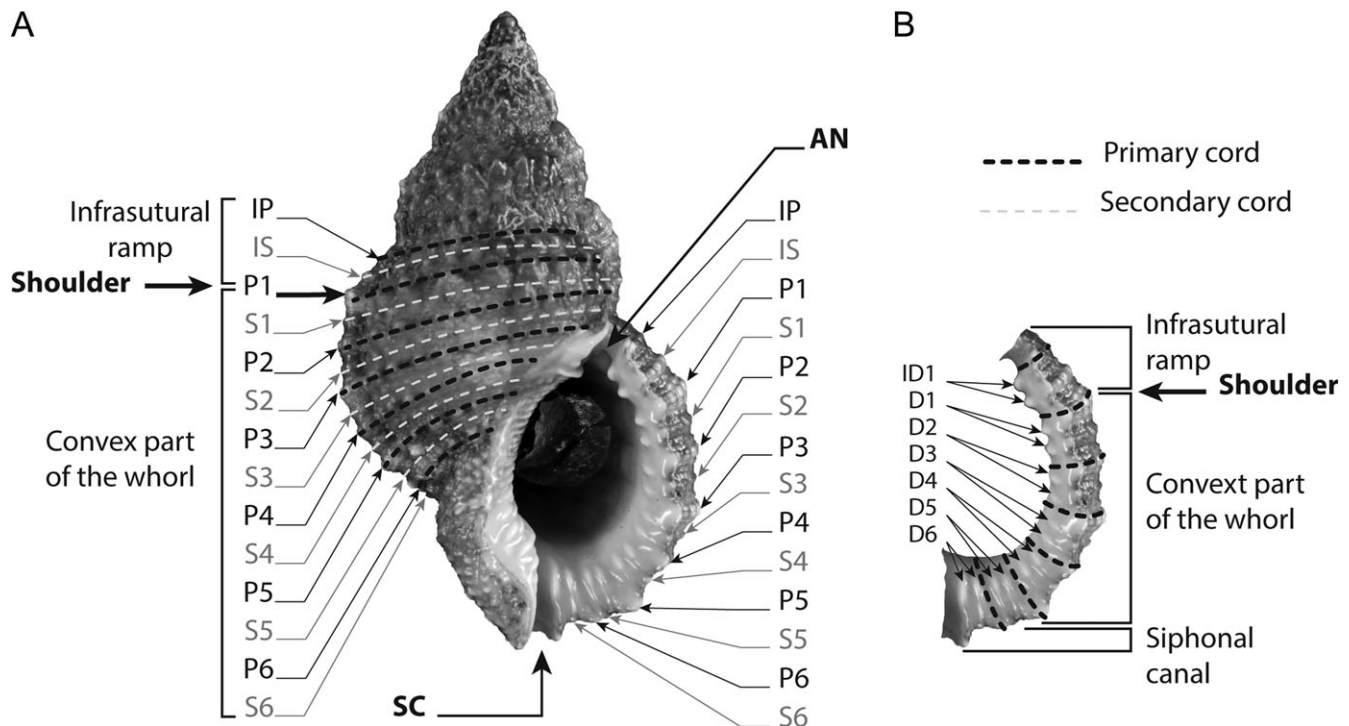 A
Infrasutural
ramp
Shoulder
Convex part
of the whorl
IP
IS
P1
S1
P2
S2
P3
S3
P4
S4
P5
S5
P6
S6
SC
AN
IP
IS
P1
S1
P2
S2
P3
S3
P4
S4
P5
S5
P6
S6
B
Primary cord
Secondary cord
ID1
D1
D2
D3
D4
D5
D6
Infrasutural
ramp
Shoulder
Convext part
of the whorl
Siphonal
canal